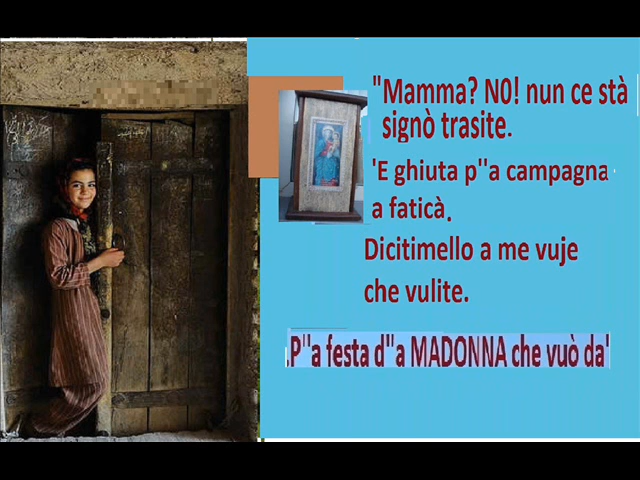 "Mamma? NO! nun ce stà
signò trasite.
'E ghiuta p"a campagna
a faticà.
Dicitimello a me vuje
che vulite.
.P"a festa d"a MADONNA che vuò da'